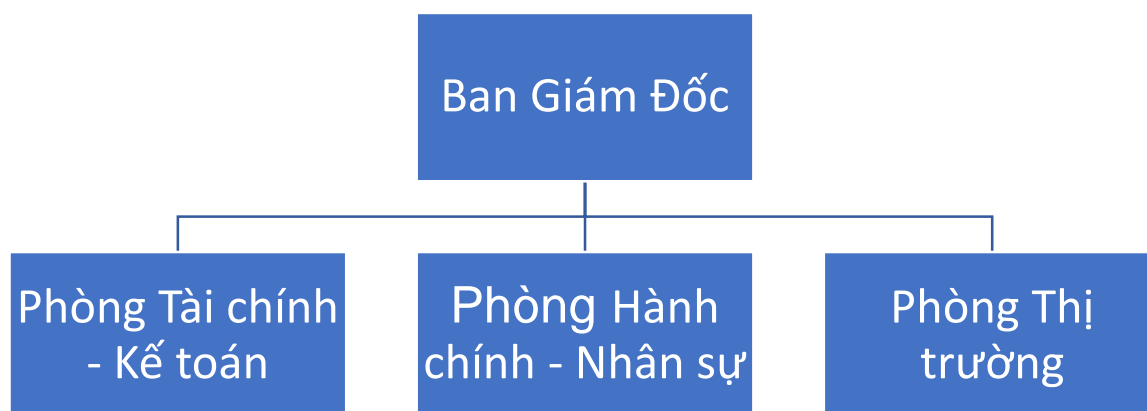 Ban Giám Đốc
Phòng Tài chính
- Kế toán
Phòng Hành
chính - Nhân sự
Phòng Thị
trường